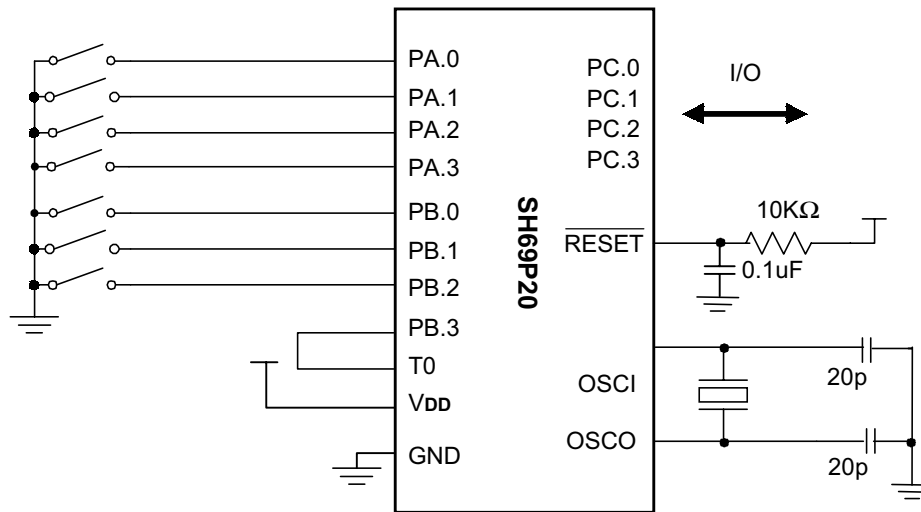 PA.0
PA.1
PA.2
PA.3
PB.0
PB.1
PB.2
PB.3
T0
VDD
GND
SH69P20
PC.0
PC.1
PC.2
PC.3
RESET
OSCI
OSCO
I/O
10KΩ
0.1uF
20p
20p